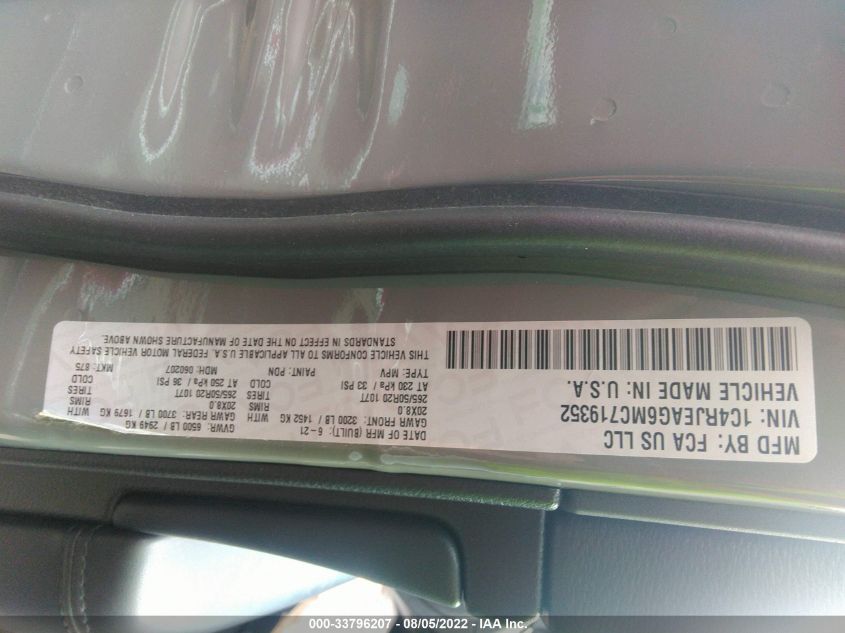 MFD BY: FCA US LLC
DATE OF MFR (BUILT): 6-21
GVWR: 6500 LB / 2949 KG
GAWR FRONT: 3200 LB / 1452 KG WITH
GAWR REAR: 3700 LB / 1679 KG WITH
20X8.0 RIMS
20X8.0 RIMS
265/50R20 107T TIRES
265/50R20 107T TIRES
AT 230 kPa / 33 PSI COLD
AT 250 kPa / 36 PSI COLD
VIN: 1C4RJEAG6MC719352
TYPE: MPV
PAINT: PDN
MDH: 060207
MKT: 875
VEHICLE MADE IN: U.S.A.
THIS VEHICLE CONFORMS TO ALL APPLICABLE U.S.A. FEDERAL MOTOR VEHICLE SAFETY
STANDARDS IN EFFECT ON THE DATE OF MANUFACTURE SHOWN ABOVE.
000-33796207 - 08/05/2022 - IAA Inc.